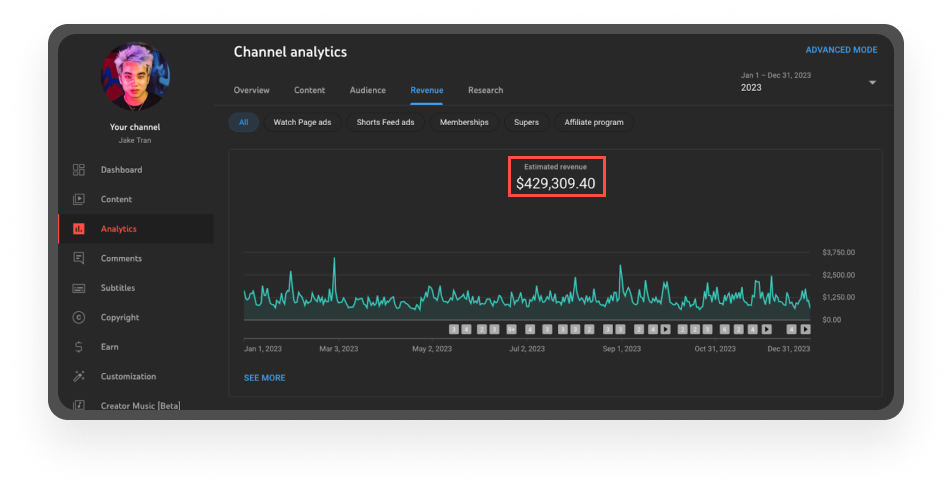 Channel analytics
ADVANCED MODE
Jan 1 – Dec 31, 2023
2023
Overview
Content
Audience
Revenue
Research
All
Watch Page ads
Shorts Feed ads
Memberships
Supers
Affiliate program
Your channel
Jake Tran
Dashboard
Content
Analytics
Comments
Subtitles
Copyright
Earn
Customization
Creator Music [Beta]
Estimated revenue
$429,309.40
$3,750.00
$2,500.00
$1,250.00
$0.00
Jan 1, 2023
Mar 3, 2023
May 2, 2023
Jul 2, 2023
Sep 1, 2023
Oct 31, 2023
Dec 31, 2023
SEE MORE